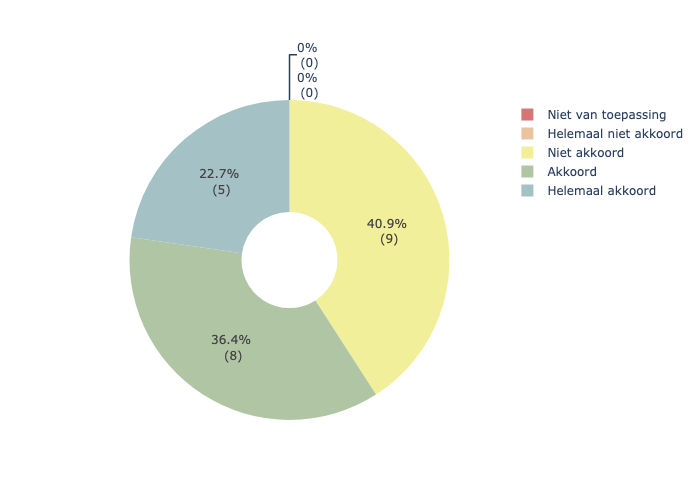 0%
(0)
0%
(0)
22.7%
(5)
40.9%
(9)
36.4%
(8)
Niet van toepassing
Helemaal niet akkoord
Niet akkoord
Akkoord
Helemaal akkoord